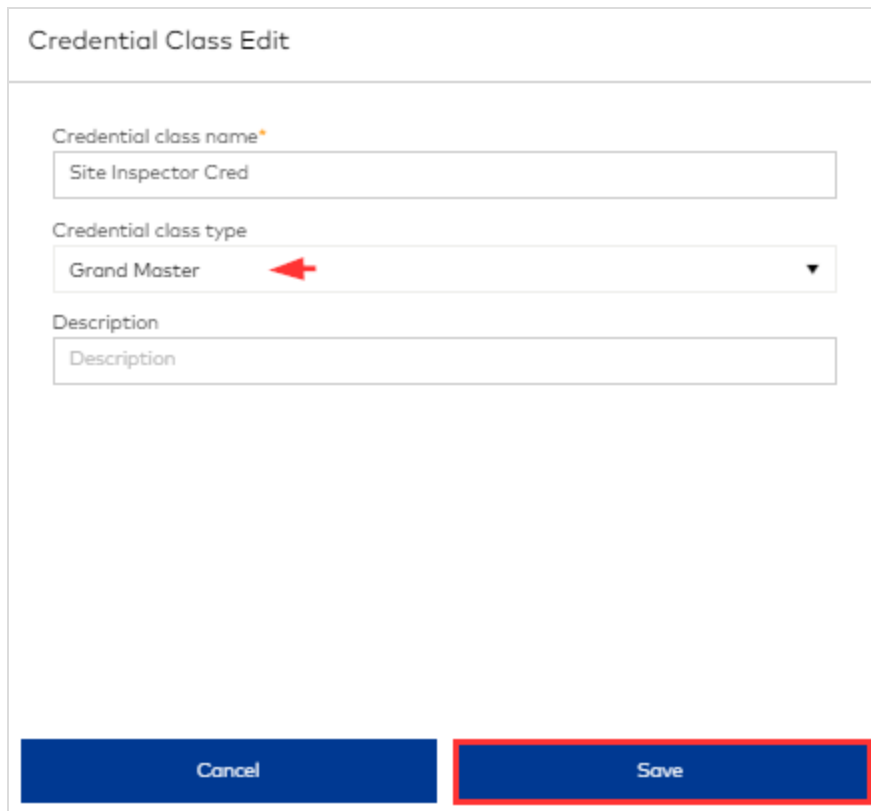 Credential Class Edit
Credential class name*
Site Inspector Cred
Credential class type
Grand Master
Description
Description
Cancel
Save